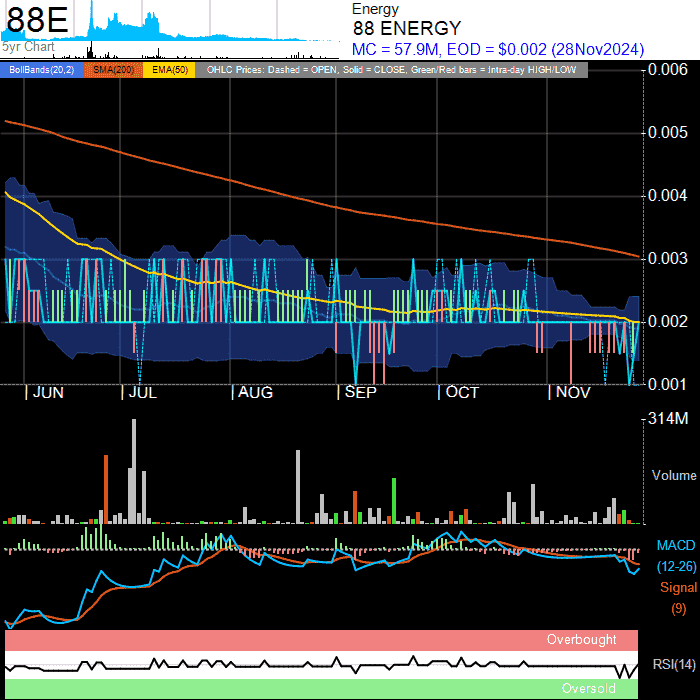 88E
5yr Chart
Energy
88 ENERGY
MC = 57.9M, EOD = $0.002 (28Nov2024)
BollBands(20,2) SMA(200) EMA(50) OHLC Prices: Dashed = OPEN, Solid = CLOSE, Green/Red bars = Intra-day HIGH/LOW
0.006
0.005
0.004
0.003
0.002
0.001
JUN JUL AUG SEP OCT NOV
314M
Volume
MACD
(12-26)
Signal
(9)
Overbought
RSI(14)
Oversold